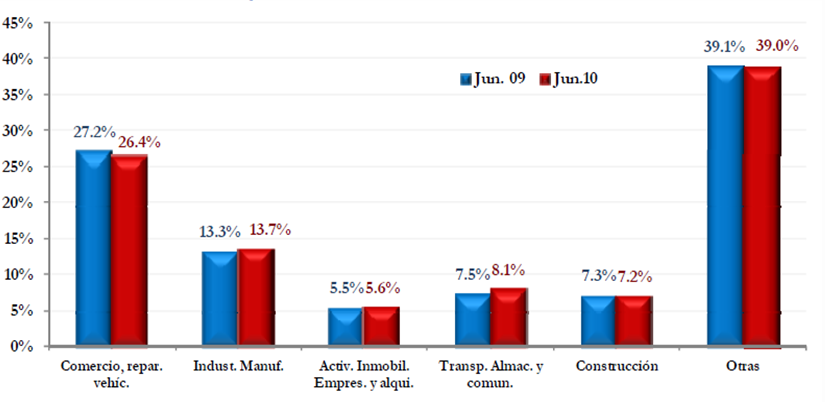 45%
40%
35%
30%
25%
20%
15%
10%
5%
0%
Jun. 09 Jun.10
27.2% 26.4%
13.3% 13.7%
5.5% 5.6%
7.5% 8.1%
7.3% 7.2%
39.1% 39.0%
Comercio, repar.
vehíc.
Indust. Manuf.
Activ. Inmobil.
Empres. y alqui.
Transp. Almac. y
comun.
Construcción
Otras